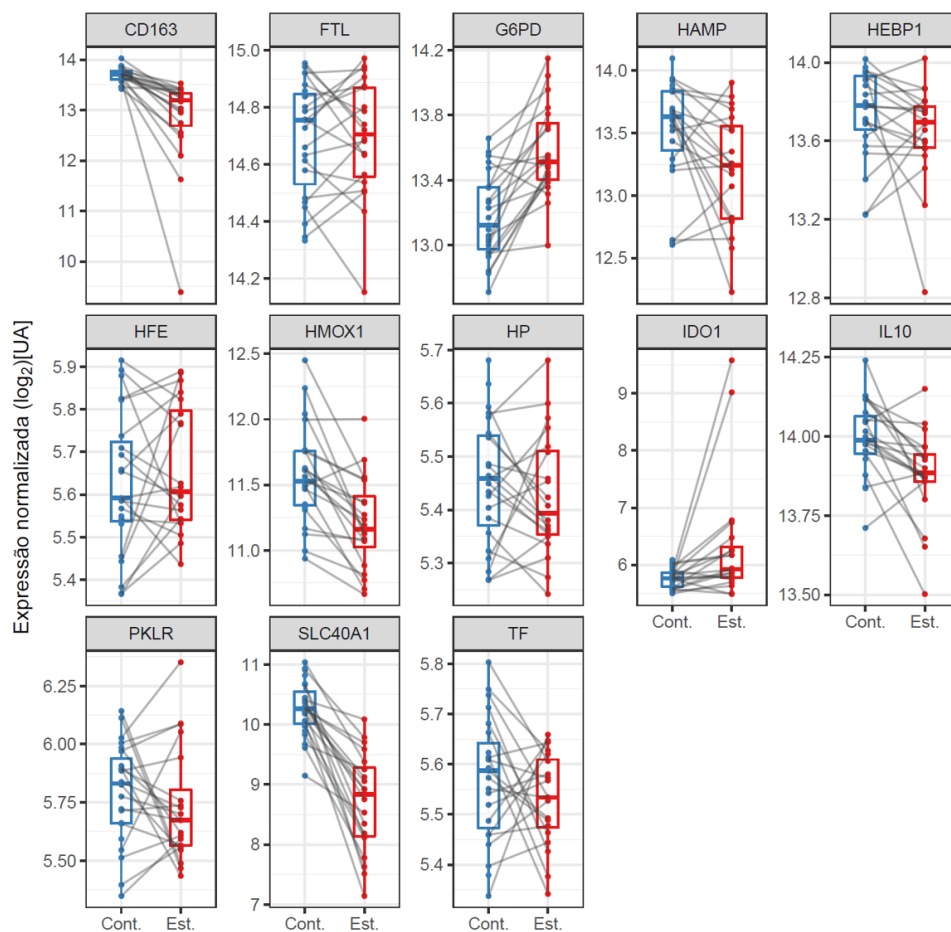 Expressão normalizada (log2)[UA]
CD163 FTL G6PD HAMP HEBP1
14 13 12 13 10
15.0 14.8 14.6 14.4 14.2
14.2 13.8 13.4 13.0
14.0 13.5 13.0 12.5
14.0 13.6 13.2 12.8
HFE HMOX1 HP IDO1 IL10
5.9 5.8 5.7 5.6 5.5 5.4
12.5 12.0 11.5 11.0
5.7 5.6 5.5 5.4 5.3
9 8 7 6
14.25 14.00 13.75 13.50
Cont. Est. Cont. Est.
PKLR SLC40A1 TF
6.25 6.00 5.75 5.50
11 10 9 8 7
5.8 5.7 5.6 5.5 5.4
Cont. Est. Cont. Est. Cont. Est.